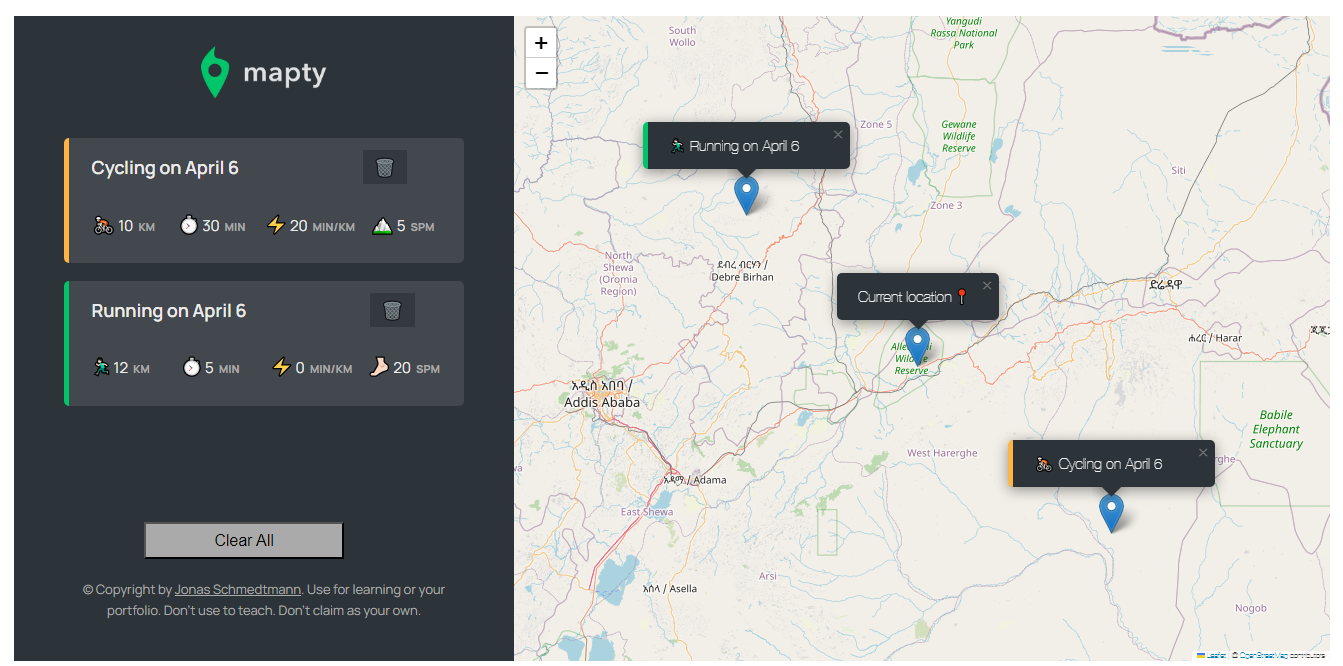 mapty
Cycling on April 6
10 KM
30 MIN
20 MIN/KM
5 SPM
Running on April 6
12 KM
5 MIN
0 MIN/KM
20 SPM
Clear All
© Copyright by Jonas Schmedtmann. Use for learning or your
portfolio. Don't use to teach. Don't claim as your own.
+
−
South
Wollo
Yangudi
Rassa National
Park
Zone 5
Gewane
Wildlife
Reserve
Running on April 6
×
Siti
Zone 3
North
Shewa
(Oromia
Region)
ደብረ ብርሃን /
Debre Birhan
Current location
×
ድሬዳዋ
ሐረር / Harar
Wildlife
Reserve
አዲስ አበባ /
Addis Ababa
Babile
Elephant
Sanctuary
West Harerghe
Cycling on April 6
×
አዳማ / Adama
East Shewa
Arsi
አሰላ / Asella
Nogob
Leaflet | © OpenStreetMap contributors